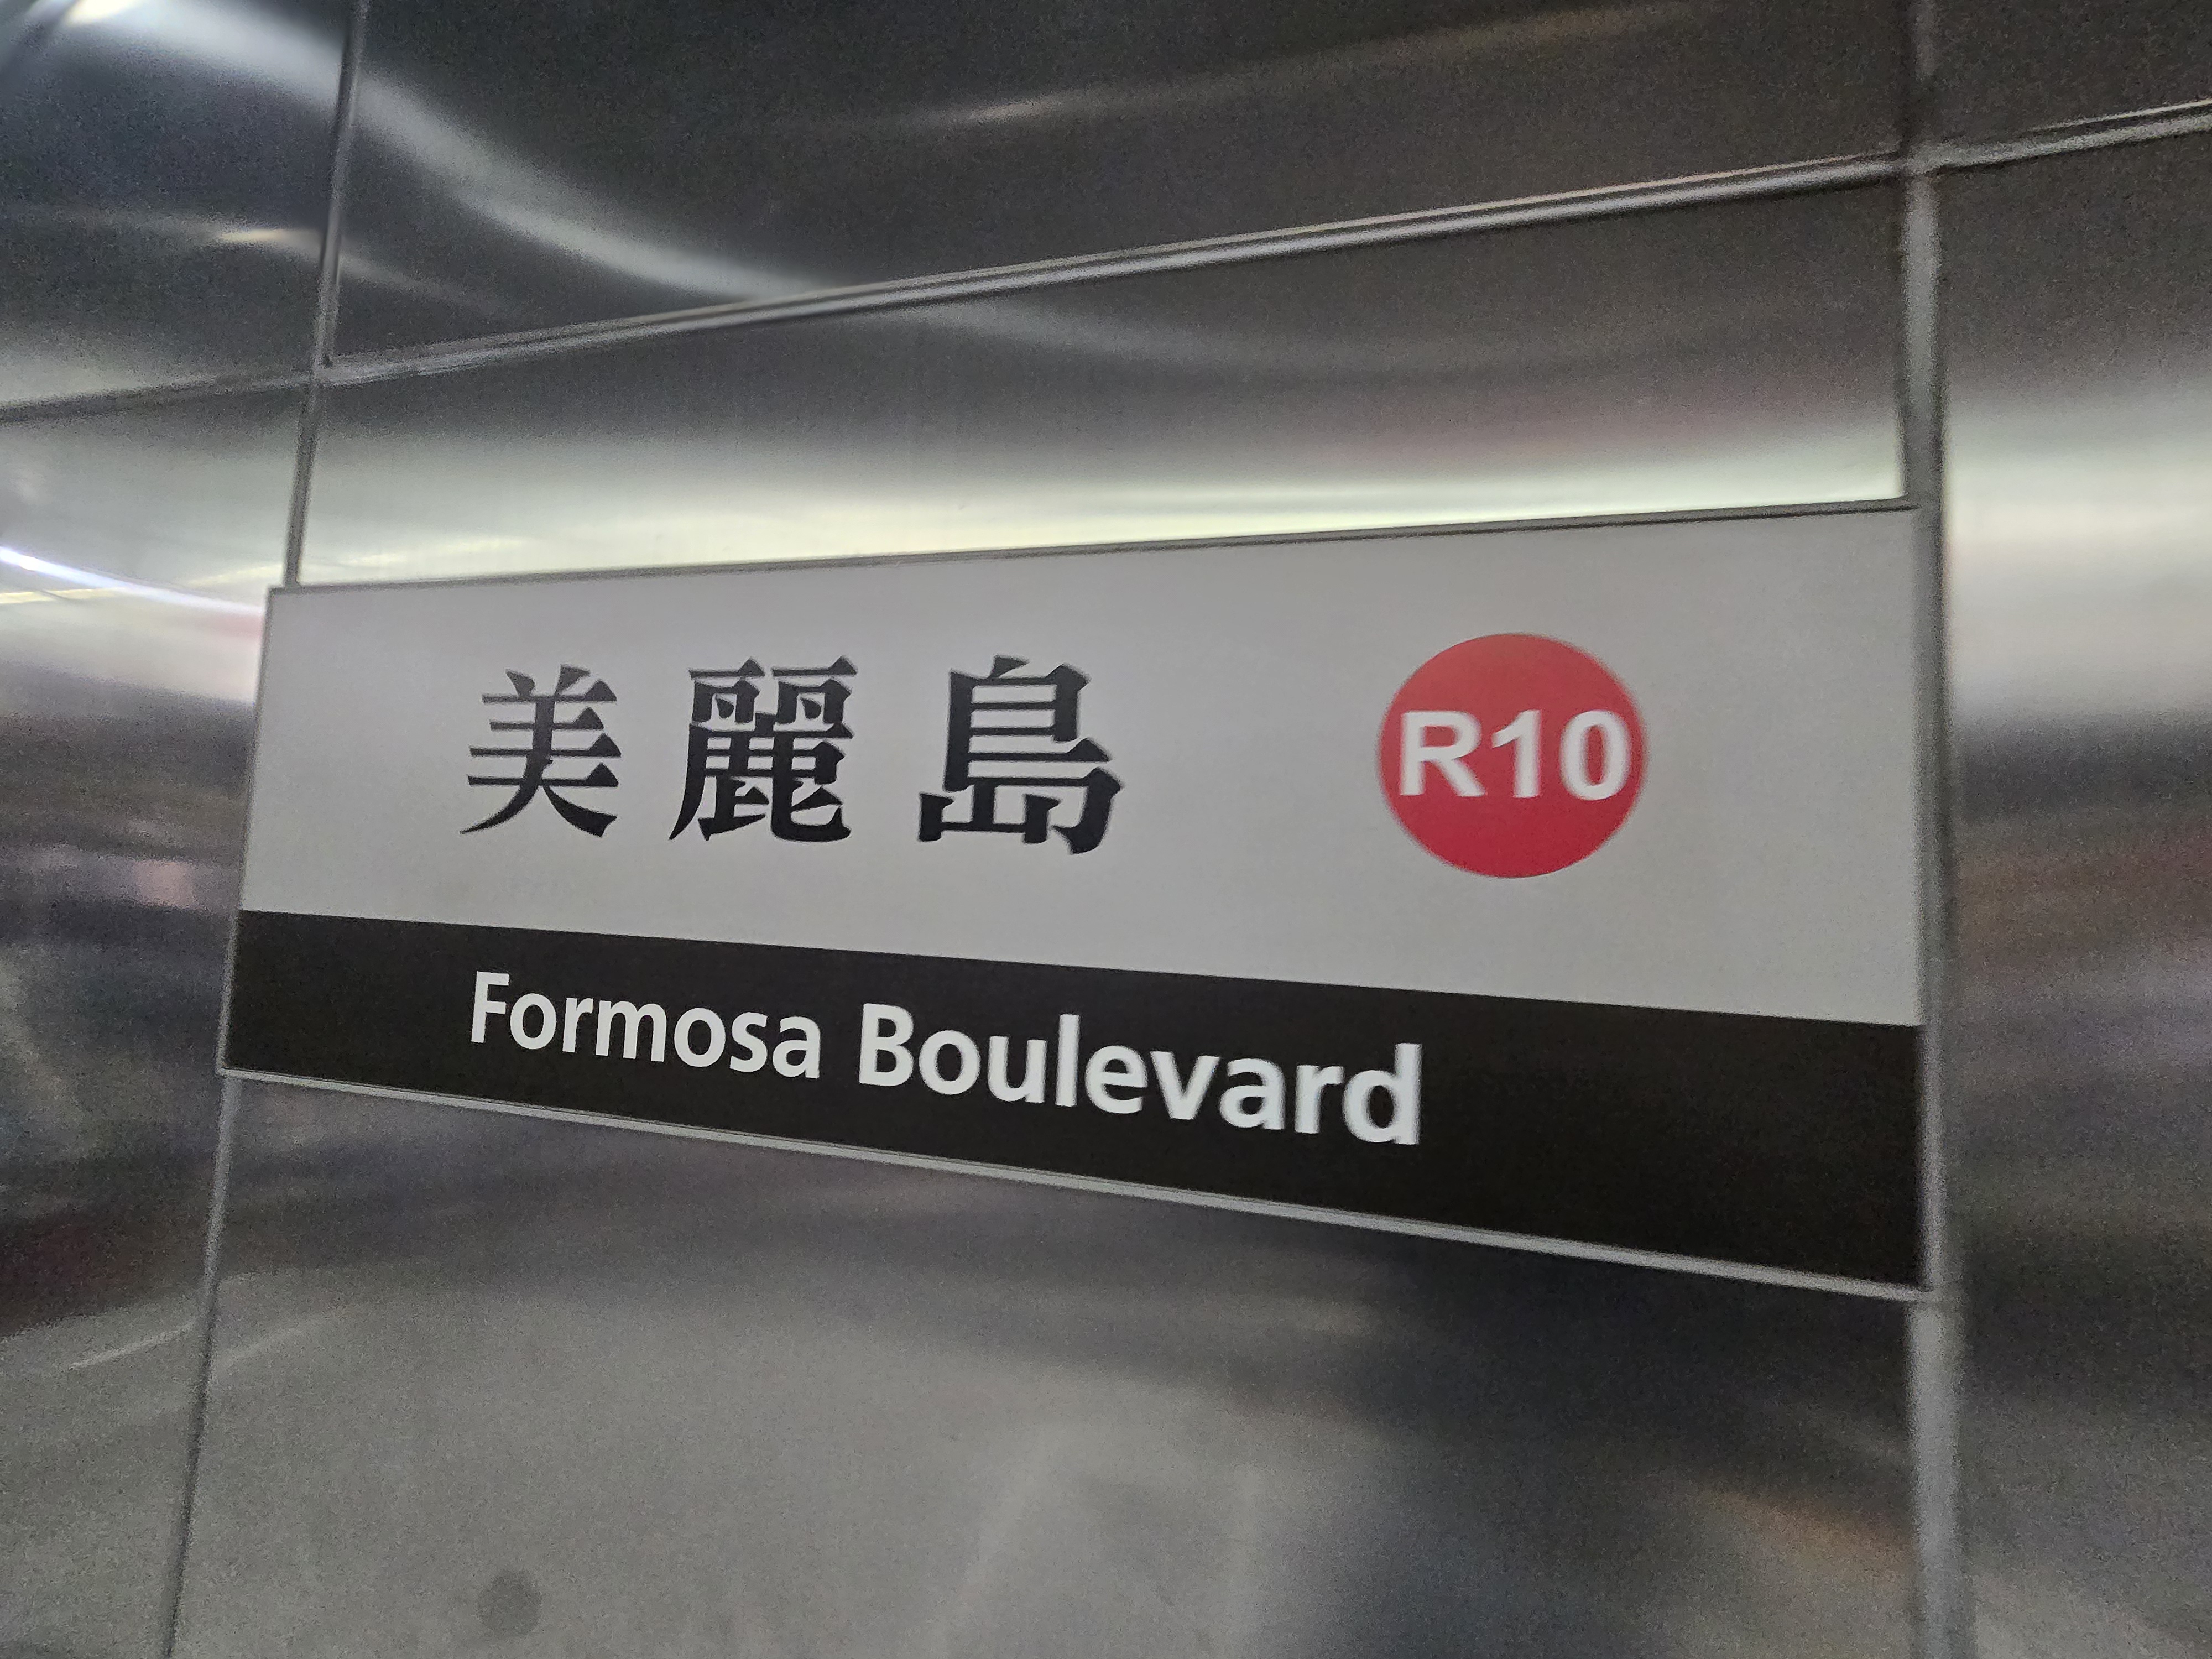 美麗島 R10
Formosa Boulevard